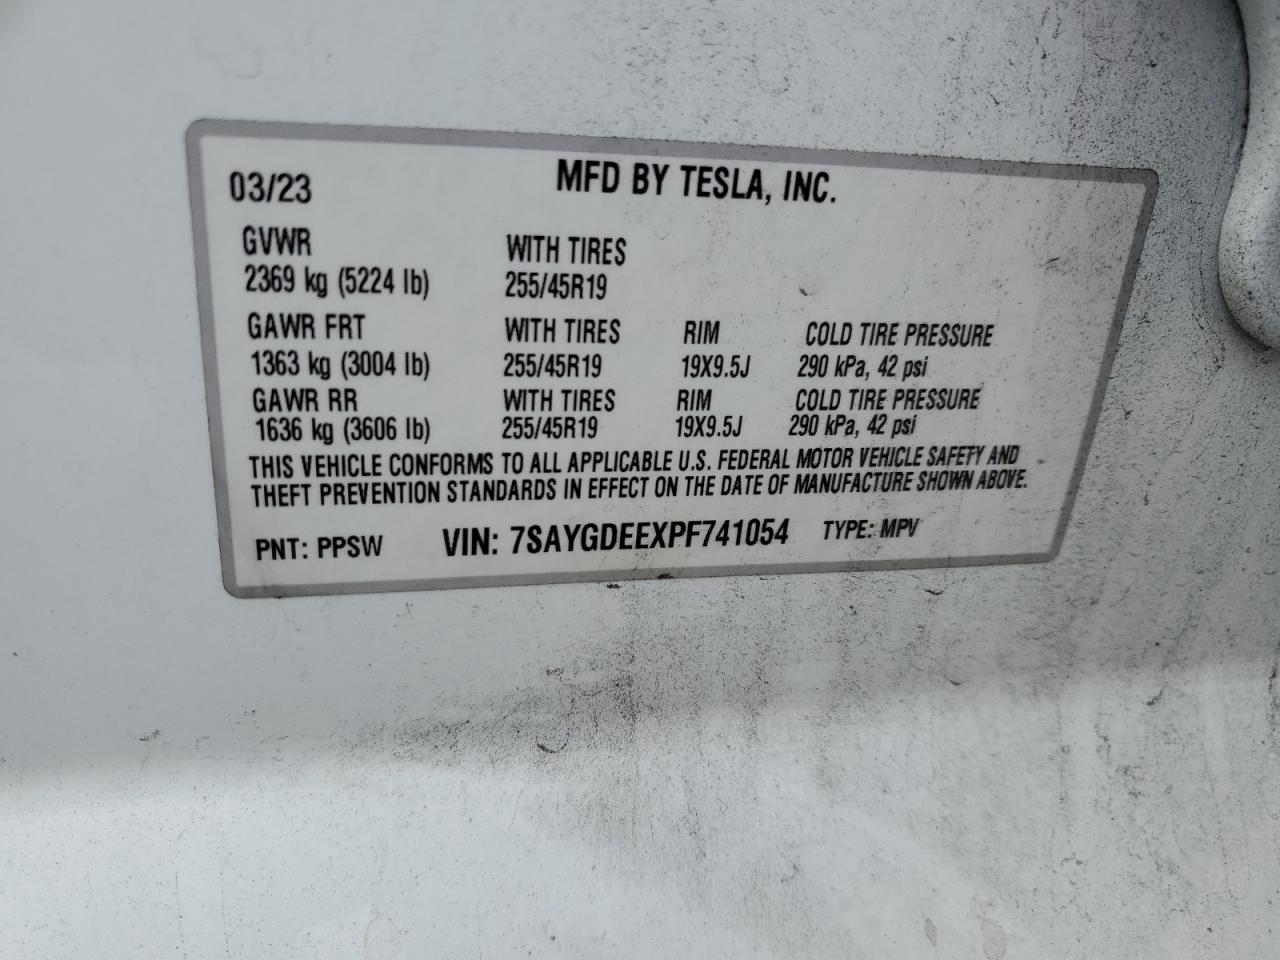 03/23 MFD BY TESLA, INC.
GVWR WITH TIRES
2369 kg (5224 lb) 255/45R19
GAWR FRT WITH TIRES RIM COLD TIRE PRESSURE
1363 kg (3004 lb) 255/45R19 19X9.5J 290 kPa, 42 psi
GAWR RR WITH TIRES RIM COLD TIRE PRESSURE
1636 kg (3606 lb) 255/45R19 19X9.5J 290 kPa, 42 psi
THIS VEHICLE CONFORMS TO ALL APPLICABLE U.S. FEDERAL MOTOR VEHICLE SAFETY AND
THEFT PREVENTION STANDARDS IN EFFECT ON THE DATE OF MANUFACTURE SHOWN ABOVE.
PNT: PPSW VIN: 7SAYGDEEXPF741054 TYPE: MPV